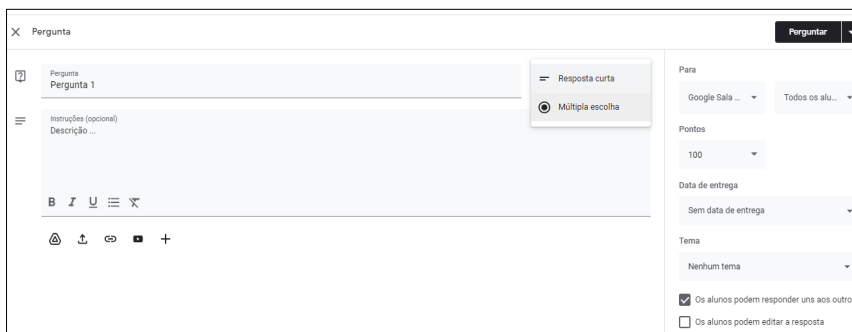 Pergunta
Perguntar
Pergunta
Pergunta 1
Resposta curta
Múltipla escolha
Instruções (opcional)
Descrição ...
B I U
Para
Google Sala ...
Todos os alu...
Pontos
100
Data de entrega
Sem data de entrega
Tema
Nenhum tema
Os alunos podem responder uns aos outro
Os alunos podem editar a resposta